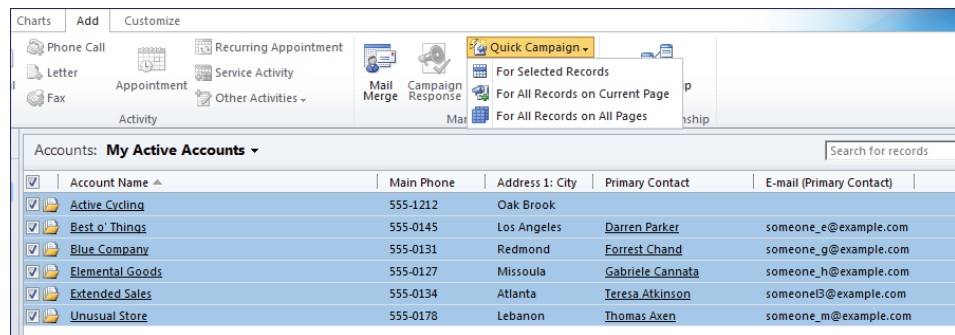 Charts Add Customize
Phone Call Recurring Appointment Quick Campaign
Letter Service Activity For Selected Records
Appointment Mail Campaign
Fax Other Activities Merge Response For All Records on Current Page
For All Records on All Pages
Activity
Accounts: My Active Accounts Search for records
Account Name Main Phone Address 1: City Primary Contact E-mail (Primary Contact)
Active Cycling 555-1212 Oak Brook
Best o' Things 555-0145 Los Angeles Darren Parker someone_e@example.com
Blue Company 555-0131 Redmond Forrest Chand someone_g@example.com
Elemental Goods 555-0127 Missoula Gabriele Cannata someone_h@example.com
Extended Sales 555-0134 Atlanta Teresa Atkinson someonel3@example.com
Unusual Store 555-0178 Lebanon Thomas Axen someone_m@example.com